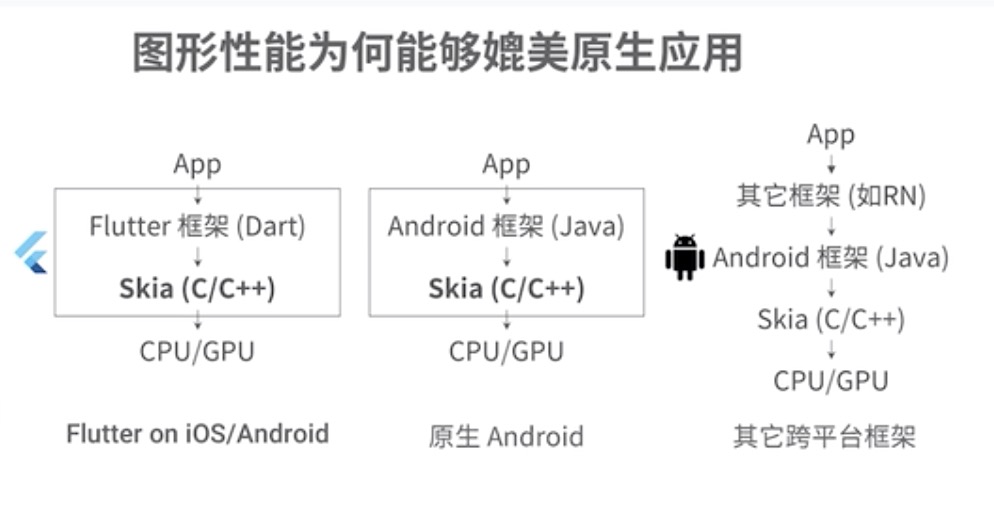 图形性能为何能够媲美原生应用
App
Flutter 框架 (Dart)
Skia (C/C++)
CPU/GPU
Flutter on iOS/Android
App
Android 框架 (Java)
Skia (C/C++)
CPU/GPU
原生 Android
App
其它框架 (如RN)
Android 框架 (Java)
Skia (C/C++)
CPU/GPU
其它跨平台框架